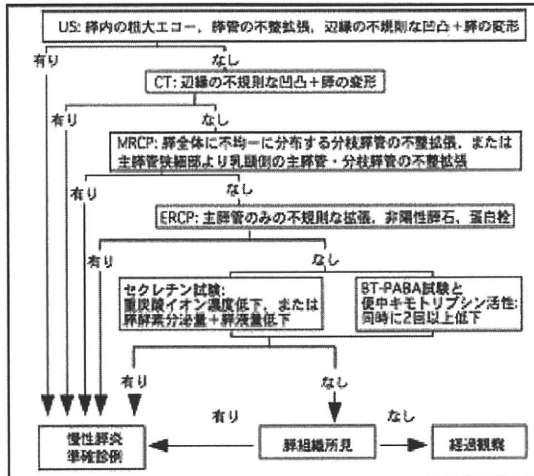 US: 膵内の粗大エコー，膵管の不整拡張，辺縁の不規則な凹凸＋膵の変形
有り
なし
CT: 辺縁の不規則な凹凸＋膵の変形
有り
なし
MRCP: 膵全体に不均一に分布する分枝膵管の不整拡張，または
主膵管狭細部より乳頭側の主膵管・分枝膵管の不整拡張
有り
なし
ERCP: 主膵管のみの不規則な拡張，非陽性膵石，蛋白栓
有り
なし
セクレチン試験:
重炭酸イオン濃度低下，または
膵酵素分泌量＋膵液量低下
BT-PABA試験と
便中キモトリプシン活性:
同時に2回以上低下
有り
なし
慢性膵炎
準確診例
有り
膵組織所見
なし
経過観察